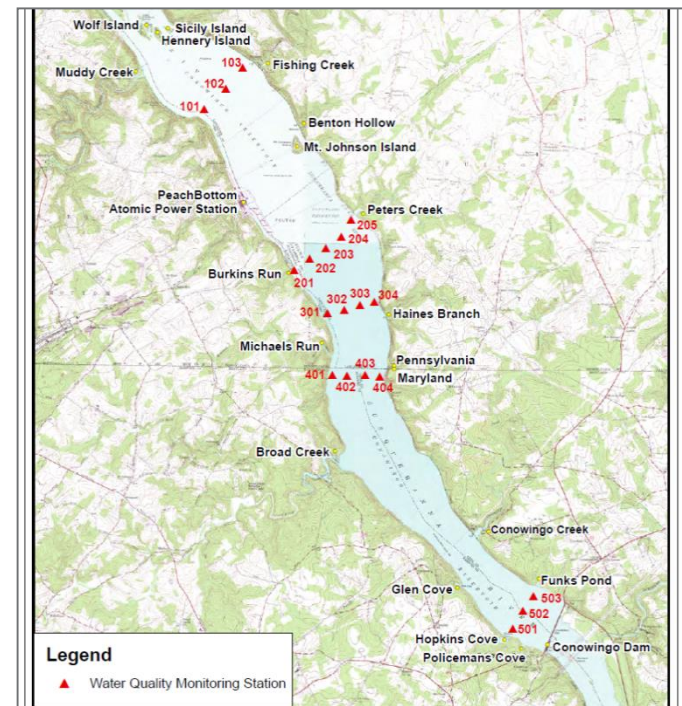 Wolf Island
Sicily Island
Hennery Island
103
Fishing Creek
Muddy Creek
102
101
Benton Hollow
Mt. Johnson Island
PeachBottom
Atomic Power Station
Peters Creek
205
204
203
202
Burkins Run
201
302
303
304
301
Haines Branch
Michaels Run
403
Pennsylvania
401
402
404
Maryland
Broad Creek
Conowingo Creek
Funks Pond
Glen Cove
503
502
501
Hopkins Cove
Conowingo Dam
Policemans'Cove
Legend
Water Quality Monitoring Station